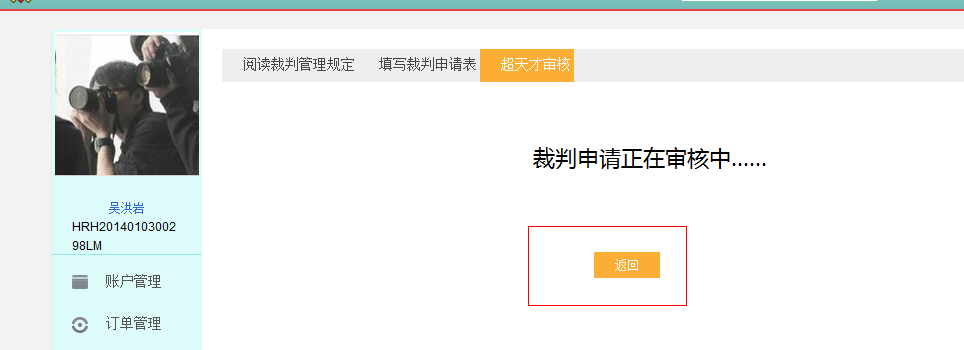 阅读裁判管理规定 填写裁判申请表 超天才审核
裁判申请正在审核中......
返回
吴洪岩
HRH20140103002
98LM
账户管理
订单管理